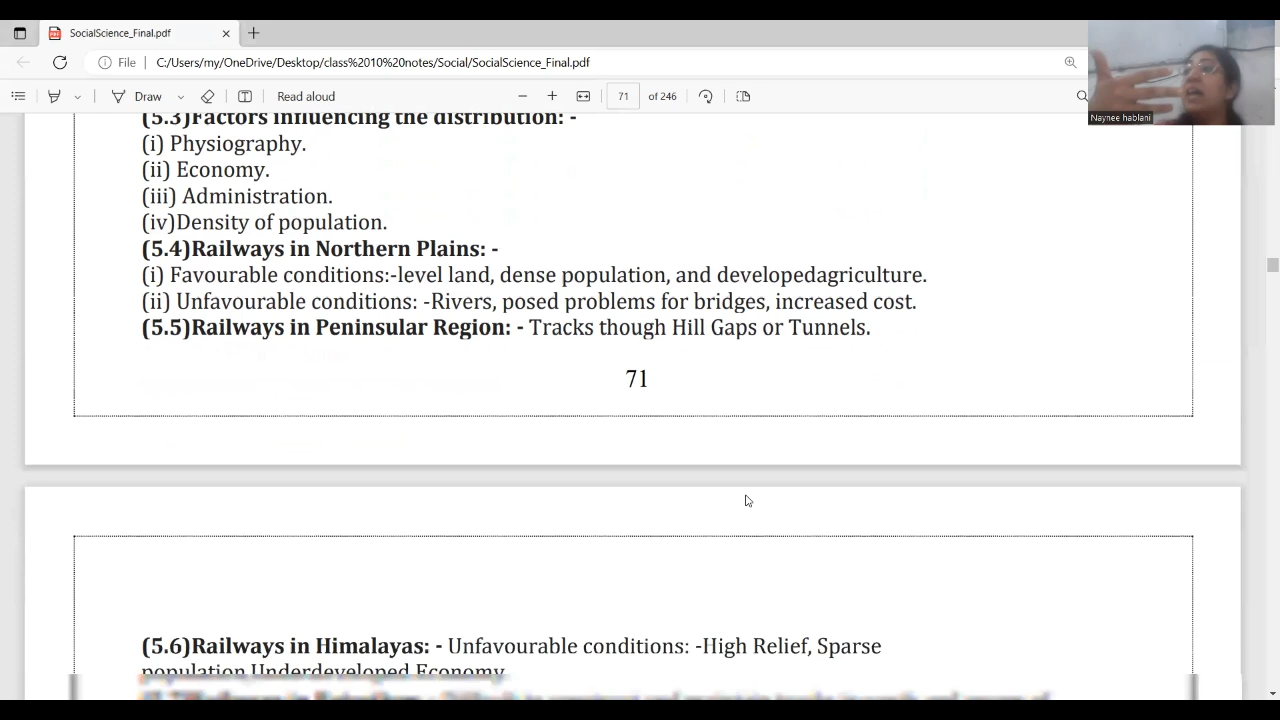 SocialScience_Final.pdf
File
C:/Users/my/OneDrive/Desktop/class%2010%20notes/Social/SocialScience_Final.pdf
Draw
Read aloud
71
of 246
Naynee hablani
(5.3)Factors influencing the distribution: -
(i) Physiography.
(ii) Economy.
(iii) Administration.
(iv)Density of population.
(5.4)Railways in Northern Plains: -
(i) Favourable conditions:-level land, dense population, and developedagriculture.
(ii) Unfavourable conditions: -Rivers, posed problems for bridges, increased cost.
(5.5)Railways in Peninsular Region: - Tracks though Hill Gaps or Tunnels.
71
(5.6)Railways in Himalayas: - Unfavourable conditions: -High Relief, Sparse
population Underdeveloped Economy